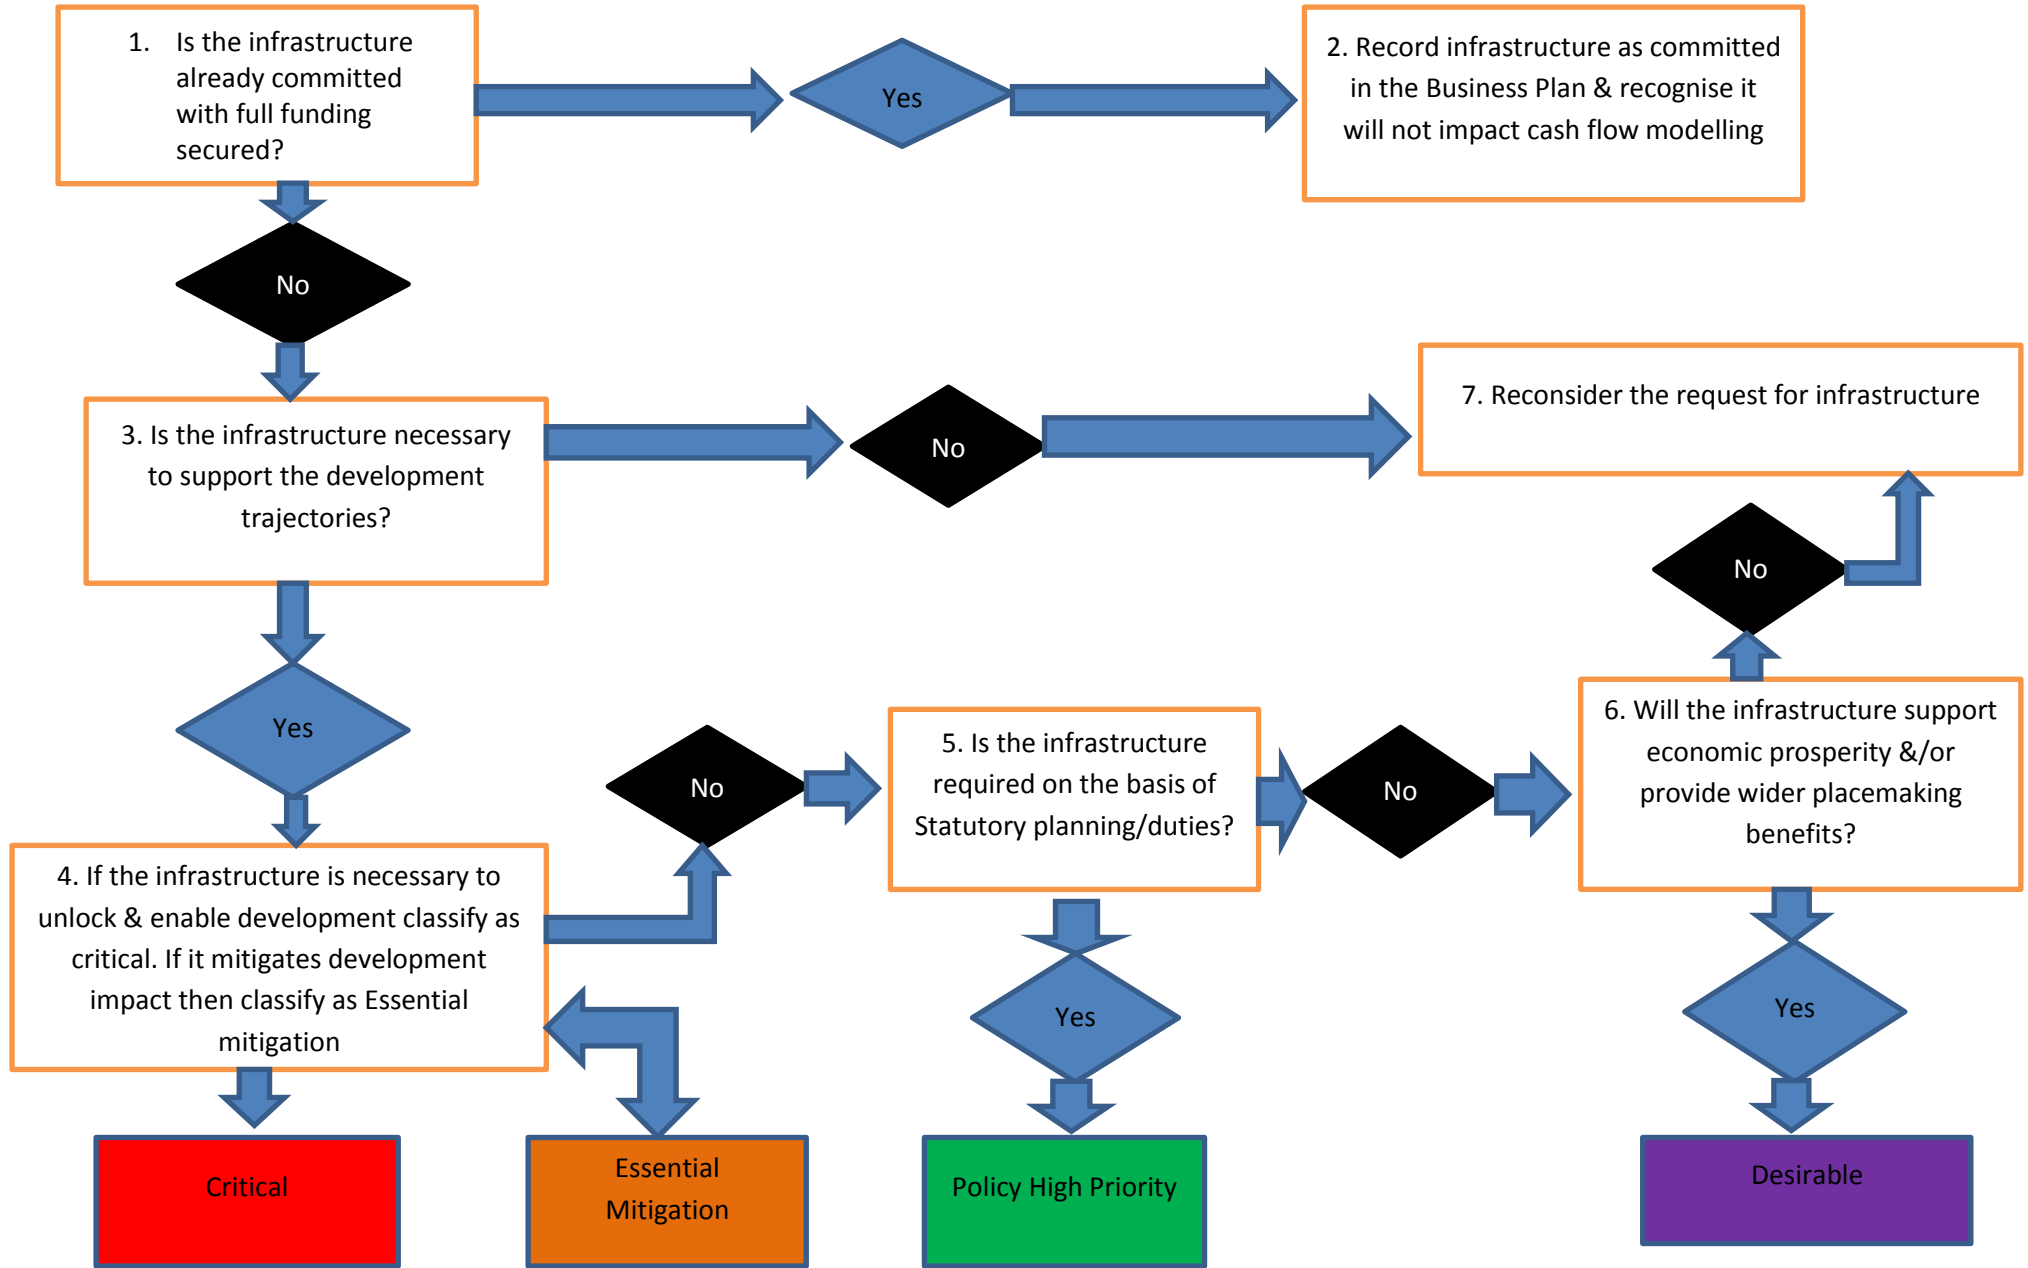 1. Is the infrastructure
already committed
with full funding
secured?
Yes
2. Record infrastructure as committed
in the Business Plan & recognise it
will not impact cash flow modelling
No
3. Is the infrastructure necessary
to support the development
trajectories?
No
7. Reconsider the request for infrastructure
No
Yes
No
5. Is the infrastructure
required on the basis of
Statutory planning/duties?
No
6. Will the infrastructure support
economic prosperity &/or
provide wider placemaking
benefits?
4. If the infrastructure is necessary to
unlock & enable development classify as
critical. If it mitigates development
impact then classify as Essential
mitigation
Yes
Yes
Critical
Essential
Mitigation
Policy High Priority
Desirable